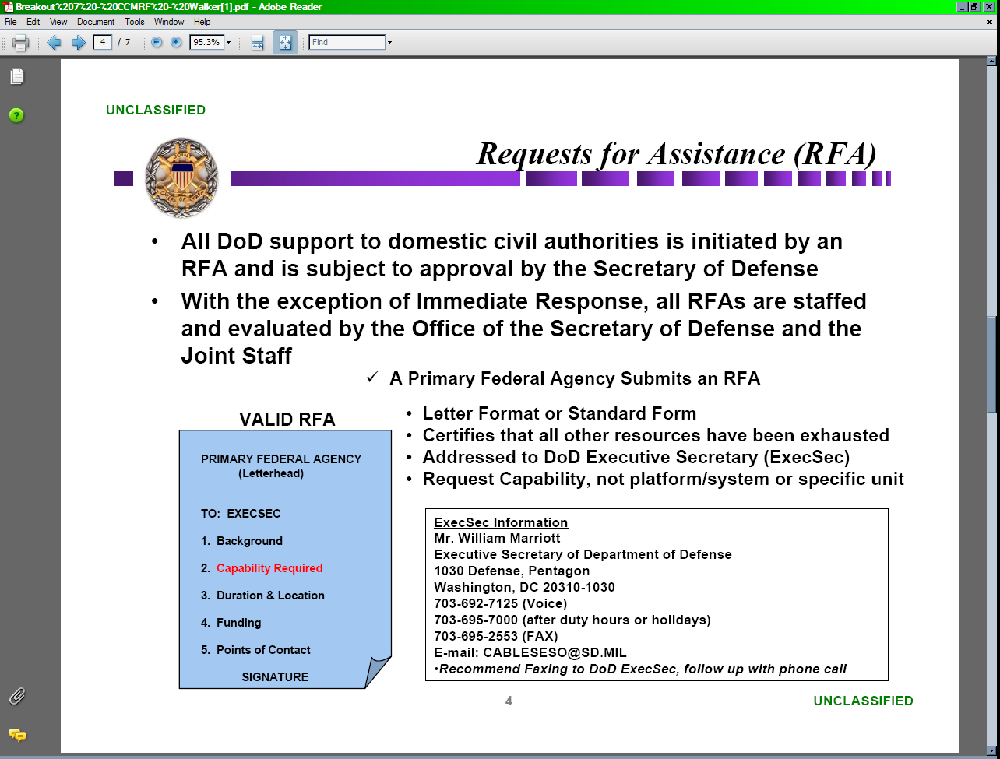 Breakout%207%20-%20CCMRF%20-%20Walker[1].pdf - Adobe Reader
File Edit View Document Tools Window Help
4 / 7 95.3% Find
UNCLASSIFIED
Requests for Assistance (RFA)
JOINT
CHIEFS OF STAFF
• All DoD support to domestic civil authorities is initiated by an
RFA and is subject to approval by the Secretary of Defense
• With the exception of Immediate Response, all RFAs are staffed
and evaluated by the Office of the Secretary of Defense and the
Joint Staff
✓ A Primary Federal Agency Submits an RFA
• Letter Format or Standard Form
• Certifies that all other resources have been exhausted
• Addressed to DoD Executive Secretary (ExecSec)
• Request Capability, not platform/system or specific unit
VALID RFA
PRIMARY FEDERAL AGENCY
(Letterhead)
TO: EXECSEC
1. Background
2. Capability Required
3. Duration & Location
4. Funding
5. Points of Contact
SIGNATURE
ExecSec Information
Mr. William Marriott
Executive Secretary of Department of Defense
1030 Defense, Pentagon
Washington, DC 20310-1030
703-692-7125 (Voice)
703-695-7000 (after duty hours or holidays)
703-695-2553 (FAX)
E-mail: CABLESESO@SD.MIL
•Recommend Faxing to DoD ExecSec, follow up with phone call
4
UNCLASSIFIED